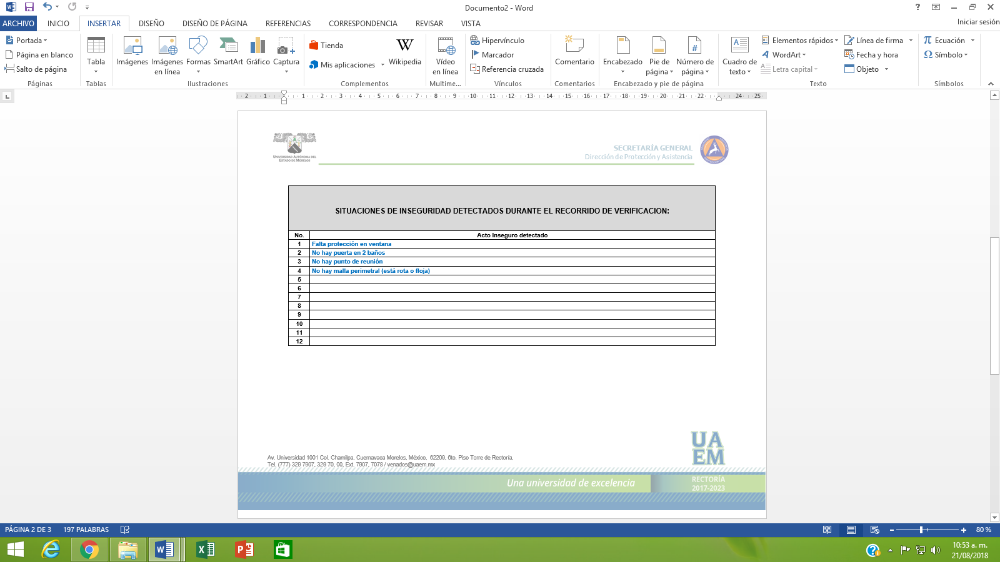 Documento2 - Word
Iniciar sesión
ARCHIVO INICIO INSERTAR DISEÑO DISEÑO DE PÁGINA REFERENCIAS CORRESPONDENCIA REVISAR VISTA
Portada
Página en blanco
Salto de página
Páginas
Tabla
Tablas
Imágenes
Imágenes en línea
Formas
SmartArt
Gráfico
Captura
Ilustraciones
Tienda
Mis aplicaciones
W
Wikipedia
Complementos
Vídeo en línea
Multime...
Hipervínculo
Marcador
Referencia cruzada
Vínculos
Comentario
Comentarios
Encabezado
Pie de página
Número de página
Encabezado y pie de página
Cuadro de texto
Elementos rápidos
WordArt
Letra capital
Línea de firma
Fecha y hora
Objeto
Texto
Ecuación
Símbolo
Símbolos
2 1 1 2 3 4 5 6 7 8 9 10 11 12 13 14 15 16 17 18 19 20 21 22 24 25
UNIVERSIDAD AUTÓNOMA DEL
ESTADO DE MORELOS
SECRETARÍA GENERAL
Dirección de Protección y Asistencia
SITUACIONES DE INSEGURIDAD DETECTADOS DURANTE EL RECORRIDO DE VERIFICACION:
No. Acto Inseguro detectado
1 Falta protección en ventana
2 No hay puerta en 2 baños
3 No hay punto de reunión
4 No hay malla perimetral (está rota o floja)
5
6
7
8
9
10
11
12
Av. Universidad 1001 Col. Chamilpa, Cuernavaca Morelos, México, 62209, 6to. Piso Torre de Rectoría,
Tel. (777) 329 7907, 329 70, 00, Ext. 7907, 7078 / venados@uaem.mx
UA
EM
Una universidad de excelencia
RECTORÍA
2017-2023
PÁGINA 2 DE 3 197 PALABRAS
80 %
10:53 a. m.
21/08/2018